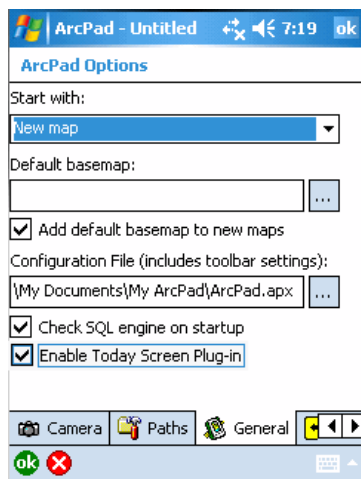 ArcPad - Untitled 7:19 ok
ArcPad Options
Start with:
New map
Default basemap:
...
Add default basemap to new maps
Configuration File (includes toolbar settings):
\My Documents\My ArcPad\ArcPad.apx ...
Check SQL engine on startup
Enable Today Screen Plug-in
Camera Paths General
ok